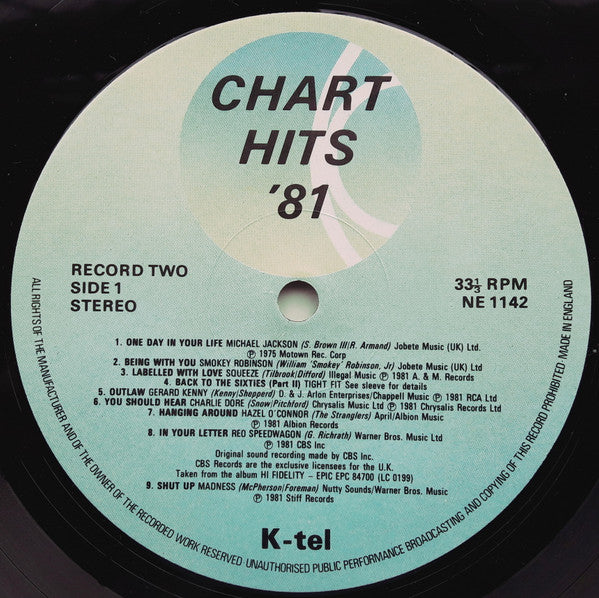 CHART
HITS
'81
RECORD TWO
SIDE 1
STEREO
33⅓ RPM
NE 1142
1. ONE DAY IN YOUR LIFE MICHAEL JACKSON (S. Brown III/R. Armand) Jobete Music (UK) Ltd.
℗ 1975 Motown Rec. Corp
2. BEING WITH YOU SMOKEY ROBINSON (William 'Smokey' Robinson, Jr) Jobete Music (UK) Ltd.
3. LABELLED WITH LOVE SQUEEZE (Tilbrook/Difford) Illegal Music ℗ 1981 A. & M. Records
4. BACK TO THE SIXTIES (Part II) TIGHT FIT See sleeve for details
5. OUTLAW GERARD KENNY (Kenny/Shepperd) D. & J. Arlon Enterprises/Chappell Music ℗ 1981 RCA Ltd
6. YOU SHOULD HEAR CHARLIE DORE (Snow/Pitchford) Chrysalis Music Ltd ℗ 1981 Chrysalis Records Ltd
7. HANGING AROUND HAZEL O'CONNOR (The Stranglers) April/Albion Music
℗ 1981 Albion Records
8. IN YOUR LETTER RED SPEEDWAGON (G. Richrath) Warner Bros. Music Ltd
℗ 1981 CBS Inc
Original sound recording made by CBS Inc.
CBS Records are the exclusive licensees for the U.K.
Taken from the album HI FIDELITY – EPIC EPC 84700 (LC 0199)
9. SHUT UP MADNESS (McPherson/Foreman) Nutty Sounds/Warner Bros. Music
℗ 1981 Stiff Records
K-tel
ALL RIGHTS OF THE MANUFACTURER AND OF THE OWNER OF THE RECORDED WORK RESERVED·UNAUTHORISED PUBLIC PERFORMANCE BROADCASTING AND COPYING OF THIS RECORD PROHIBITED·MADE IN ENGLAND